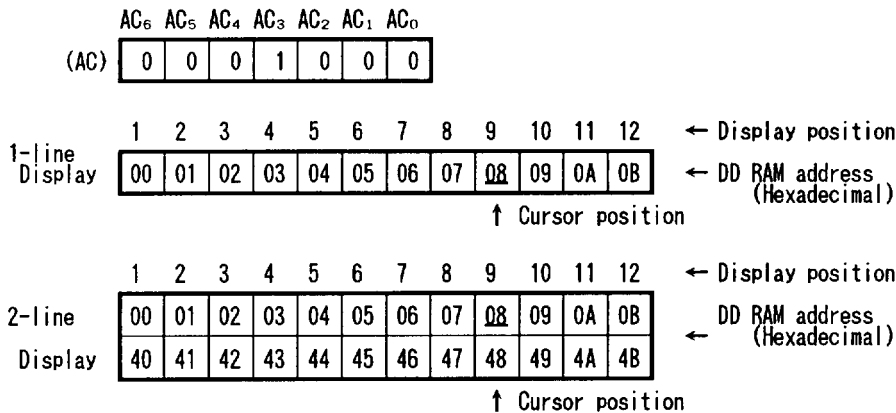 AC₆ AC₅ AC₄ AC₃ AC₂ AC₁ AC₀
(AC) 0 0 0 1 0 0 0
1 2 3 4 5 6 7 8 9 10 11 12 ← Display position
1-line
Display 00 01 02 03 04 05 06 07 08 09 0A 0B ← DD RAM address
(Hexadecimal)
↑ Cursor position
1 2 3 4 5 6 7 8 9 10 11 12 ← Display position
2-line 00 01 02 03 04 05 06 07 08 09 0A 0B DD RAM address
← (Hexadecimal)
Display 40 41 42 43 44 45 46 47 48 49 4A 4B
↑ Cursor position